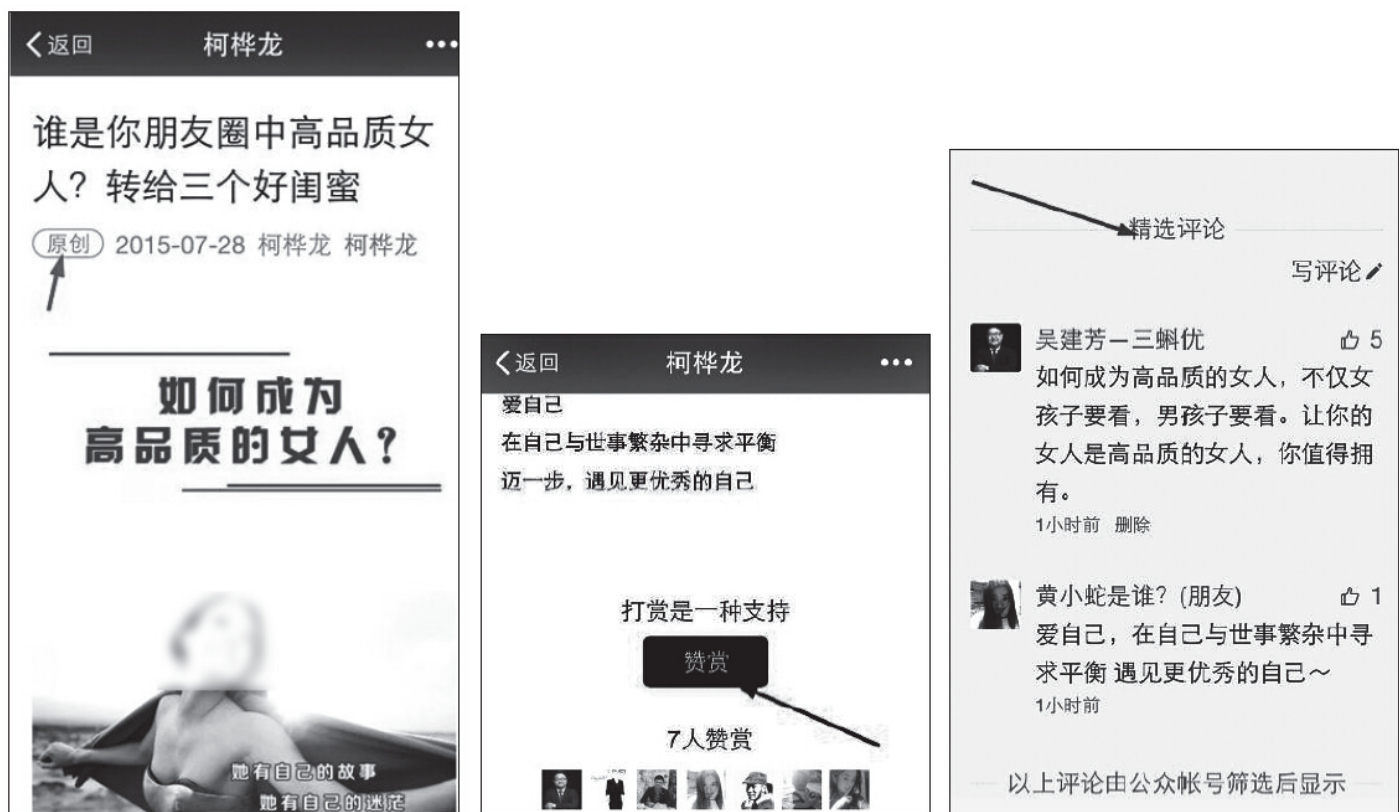 返回 柯桦龙
谁是你朋友圈中高品质女
人？转给三个好闺蜜
原创 2015-07-28 柯桦龙 柯桦龙
如何成为
高品质的女人？
她有自己的故事
她有自己的迷茫
返回 柯桦龙
爱自己
在自己与世事繁杂中寻求平衡
迈一步，遇见更优秀的自己
打赏是一种支持
赞赏
7人赞赏
精选评论
写评论
吴建芳－三蝌优 5
如何成为高品质的女人，不仅女
孩子要看，男孩子要看。让你的
女人是高品质的女人，你值得拥
有。
1小时前 删除
黄小蛇是谁？(朋友) 1
爱自己，在自己与世事繁杂中寻
求平衡 遇见更优秀的自己～
1小时前
以上评论由公众帐号筛选后显示